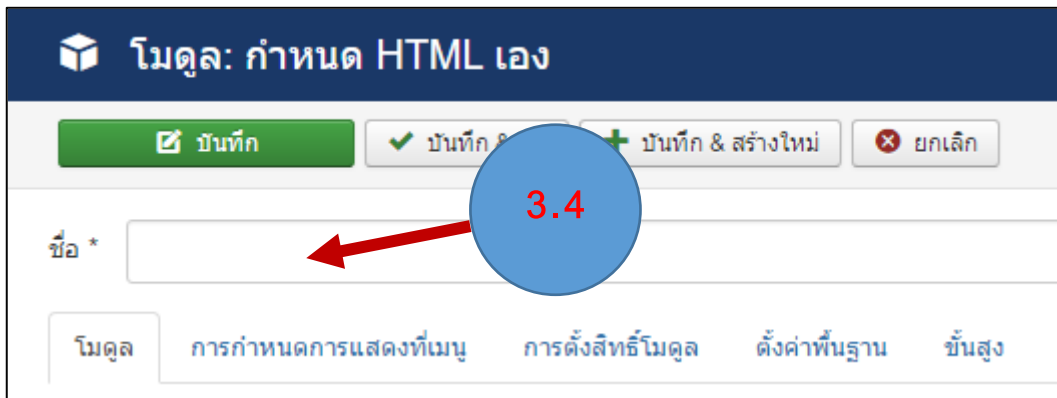 โมดูล: กำหนด HTML เอง
บันทึก บันทึก & บันทึก & สร้างใหม่ ยกเลิก
3.4
ชื่อ *
โมดูล การกำหนดการแสดงที่เมนู การตั้งสิทธิ์โมดูล ตั้งค่าพื้นฐาน ขั้นสูง